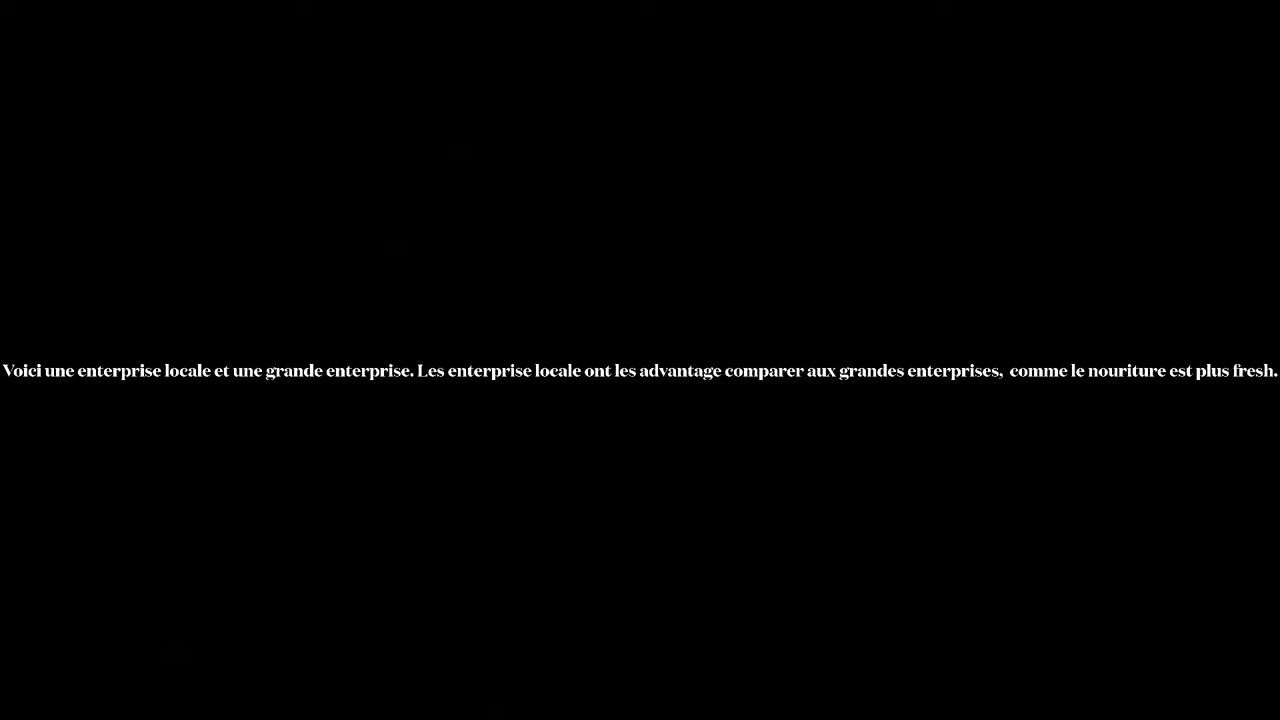 Voici une enterprise locale et une grande enterprise. Les enterprise locale ont les advantage comparer aux grandes enterprises,  comme le nouriture est plus fresh.